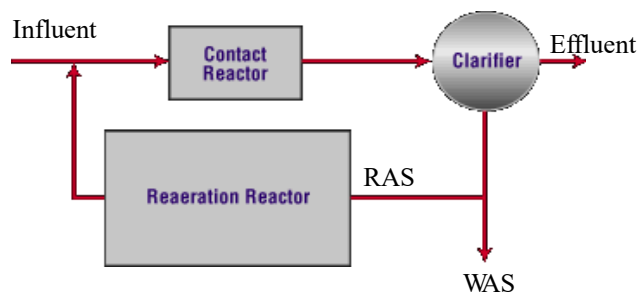 Influent
Contact
Reactor
Clarifier
Effluent
Reaeration Reactor
RAS
WAS